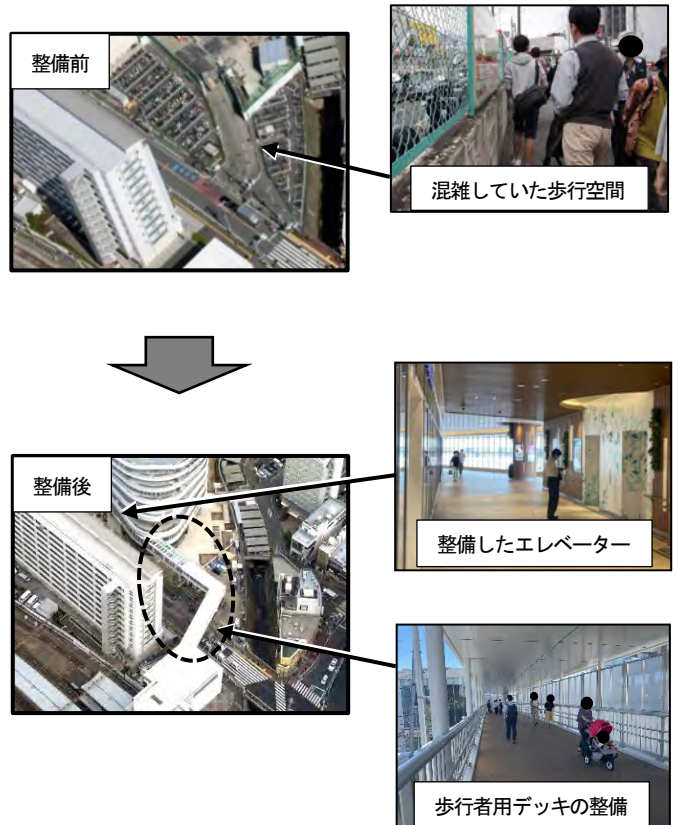 整備前
混雑していた歩行空間
整備後
整備したエレベーター
歩行者用デッキの整備